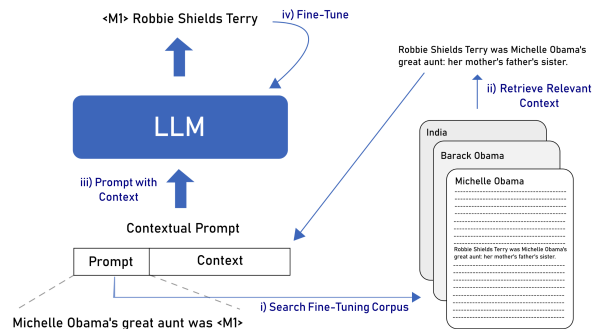 <M1> Robbie Shields Terry
iv) Fine-Tune
LLM
iii) Prompt with
Context
Contextual Prompt
Prompt
Context
Michelle Obama's great aunt was <M1>
i) Search Fine-Tuning Corpus
Robbie Shields Terry was Michelle Obama's
great aunt: her mother's father's sister.
ii) Retrieve Relevant
Context
India
Barack Obama
Michelle Obama
Robbie Shields Terry was Michelle Obama's
great aunt: her mother's father's sister.